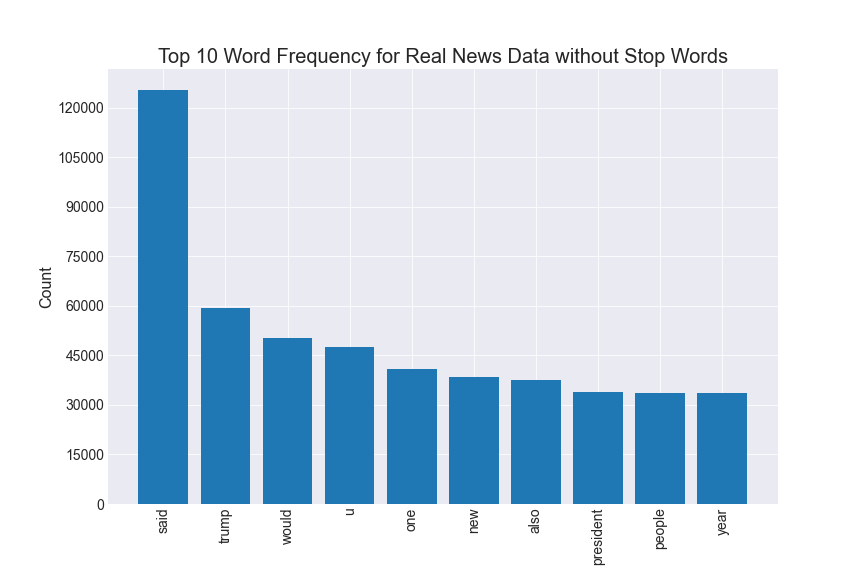 Top 10 Word Frequency for Real News Data without Stop Words
120000
105000
90000
75000
60000
45000
30000
15000
0
Count
said
trump
would
u
one
new
also
president
people
year